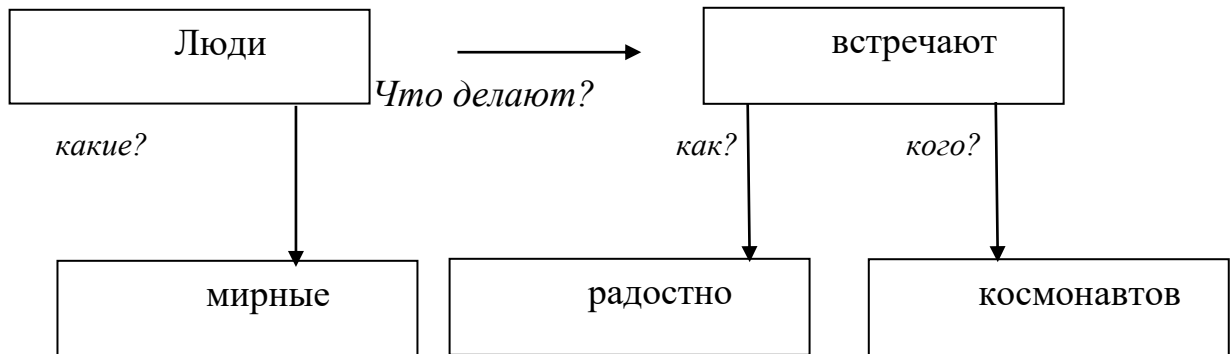 Люди
встречают
Что делают?
какие?
как?
кого?
мирные
радостно
космонавтов